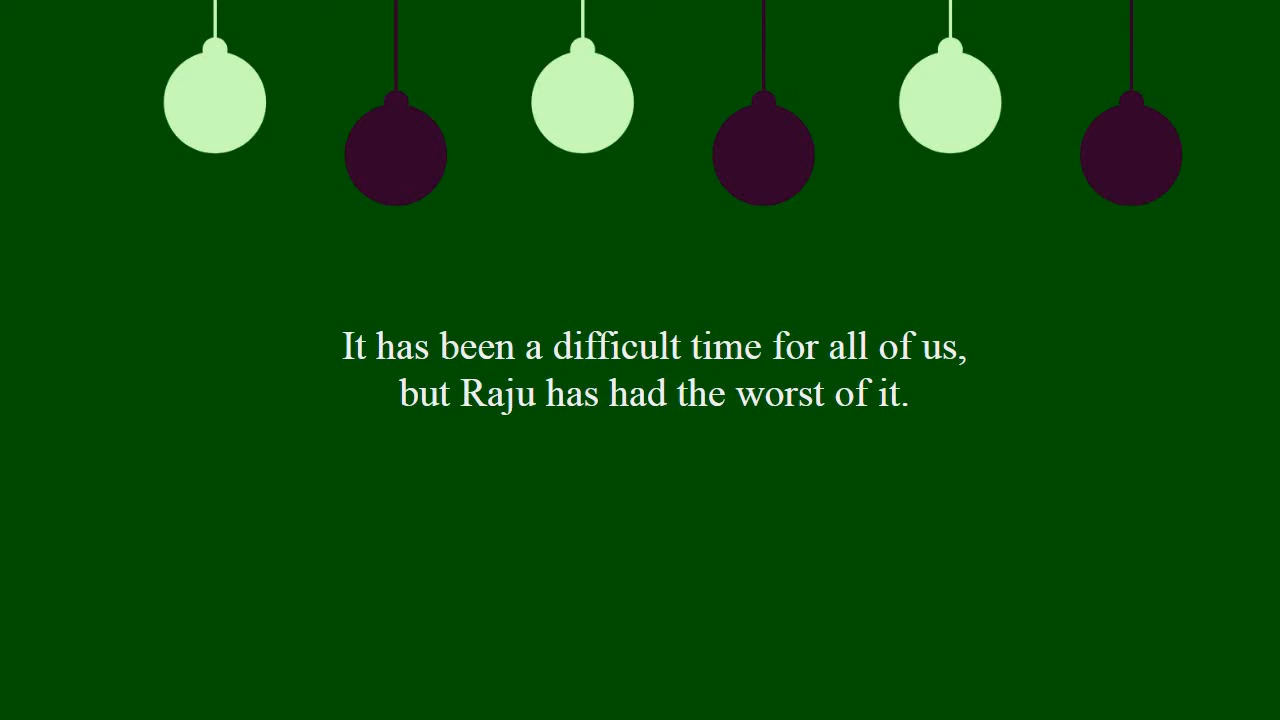 It has been a difficult time for all of us,
but Raju has had the worst of it.